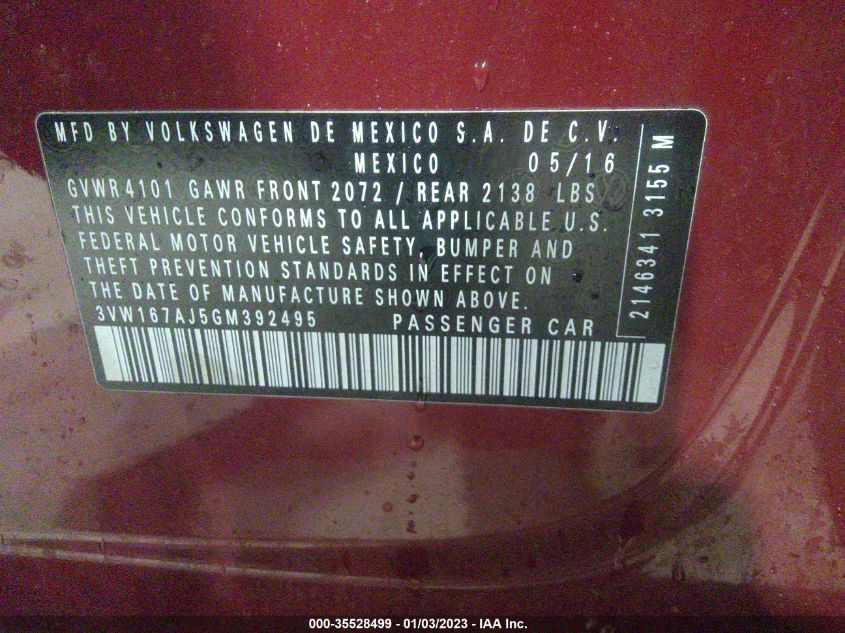 MFD BY VOLKSWAGEN DE MEXICO S.A. DE C.V.
MEXICO 05/16
GVWR 4101 GAWR FRONT 2072 / REAR 2138 LBS
THIS VEHICLE CONFORMS TO ALL APPLICABLE U.S.
FEDERAL MOTOR VEHICLE SAFETY, BUMPER AND
THEFT PREVENTION STANDARDS IN EFFECT ON
THE DATE OF MANUFACTURE SHOWN ABOVE.
3VW167AJ5GM392495 PASSENGER CAR
2146341 3155 M
000-35528499 - 01/03/2023 - IAA Inc.